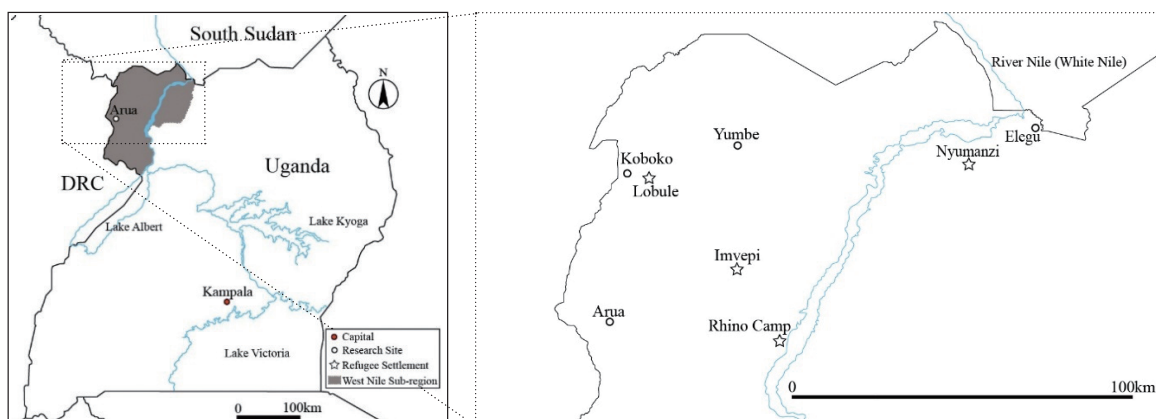 South Sudan
N
Arua
Uganda
DRC
Lake Albert
Lake Kyoga
Kampala
Lake Victoria
Capital
Research Site
Refugee Settlement
West Nile Sub-region
0 100km
River Nile (White Nile)
Elegu
Yumbe
Nyumanzi
Koboko
Lobule
Imvepi
Arua
Rhino Camp
0 100km